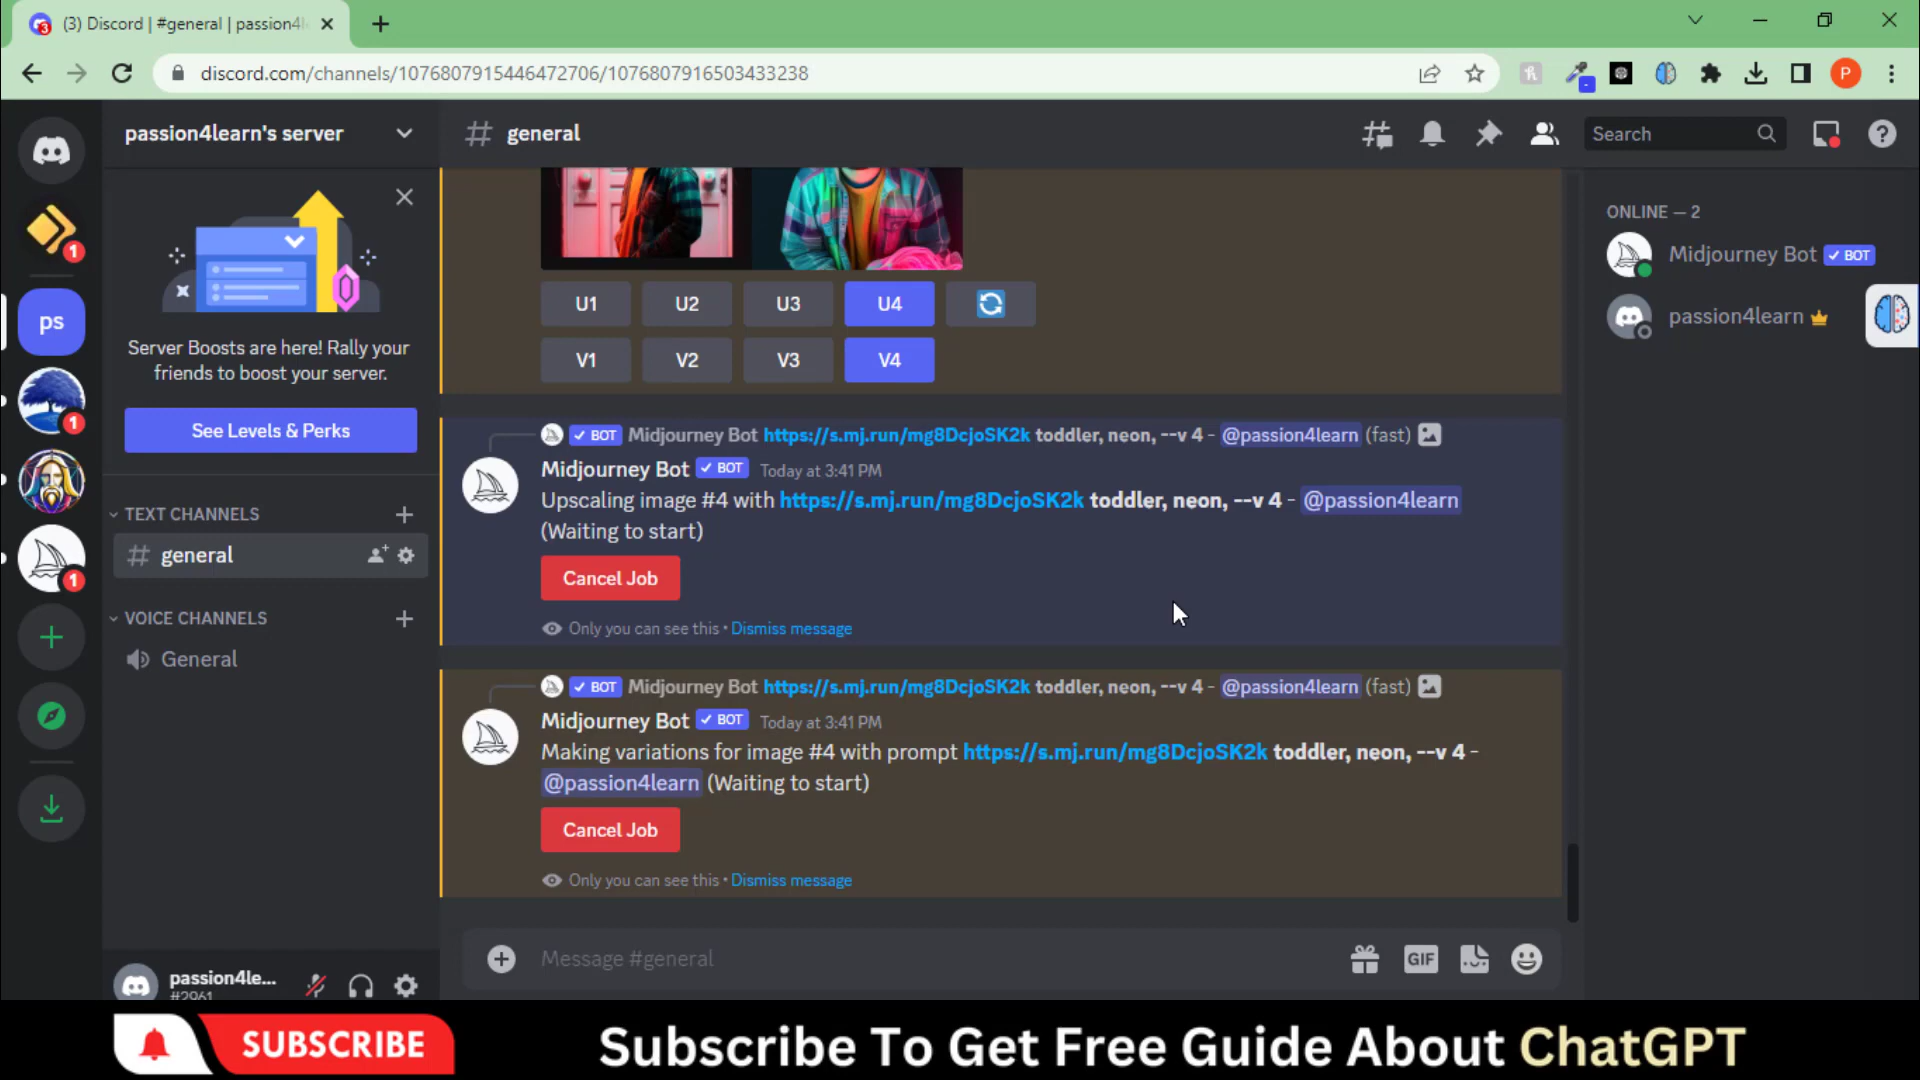 (3) Discord | #general | passion4l
discord.com/channels/1076807915446472706/1076807916503433238
P
passion4learn's server
general
Search
1
Server Boosts are here! Rally your
friends to boost your server.
See Levels & Perks
ps
1
1
TEXT CHANNELS
general
VOICE CHANNELS
General
passion4le...
#2961
U1 U2 U3 U4
V1 V2 V3 V4
✓ BOT Midjourney Bot https://s.mj.run/mg8DcjoSK2k toddler, neon, --v 4 - @passion4learn (fast)
Midjourney Bot ✓ BOT Today at 3:41 PM
Upscaling image #4 with https://s.mj.run/mg8DcjoSK2k toddler, neon, --v 4 - @passion4learn
(Waiting to start)
Cancel Job
Only you can see this • Dismiss message
✓ BOT Midjourney Bot https://s.mj.run/mg8DcjoSK2k toddler, neon, --v 4 - @passion4learn (fast)
Midjourney Bot ✓ BOT Today at 3:41 PM
Making variations for image #4 with prompt https://s.mj.run/mg8DcjoSK2k toddler, neon, --v 4 -
@passion4learn (Waiting to start)
Cancel Job
Only you can see this • Dismiss message
Message #general
GIF
ONLINE — 2
Midjourney Bot ✓ BOT
passion4learn
SUBSCRIBE
Subscribe To Get Free Guide About ChatGPT